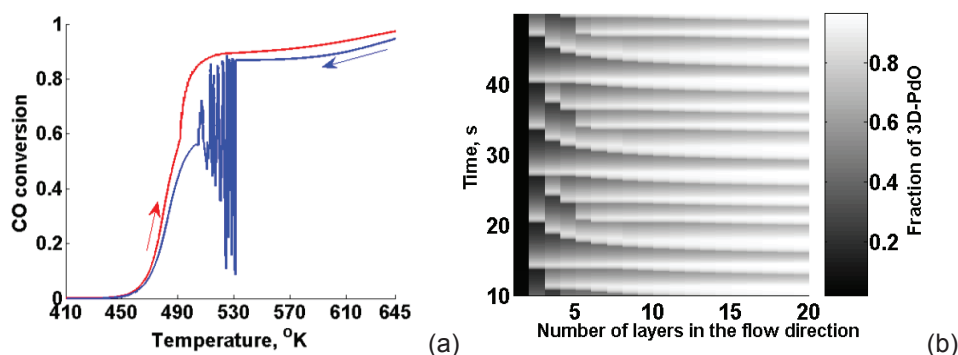 CO conversion
1
0.8
0.6
0.4
0.2
0
410 450 490 530 570 610 645
Temperature, °K
(a)
Time, s
40
30
20
10
5 10 15 20
Number of layers in the flow direction
0.8
0.6
0.4
0.2
Fraction of 3D-PdO
(b)